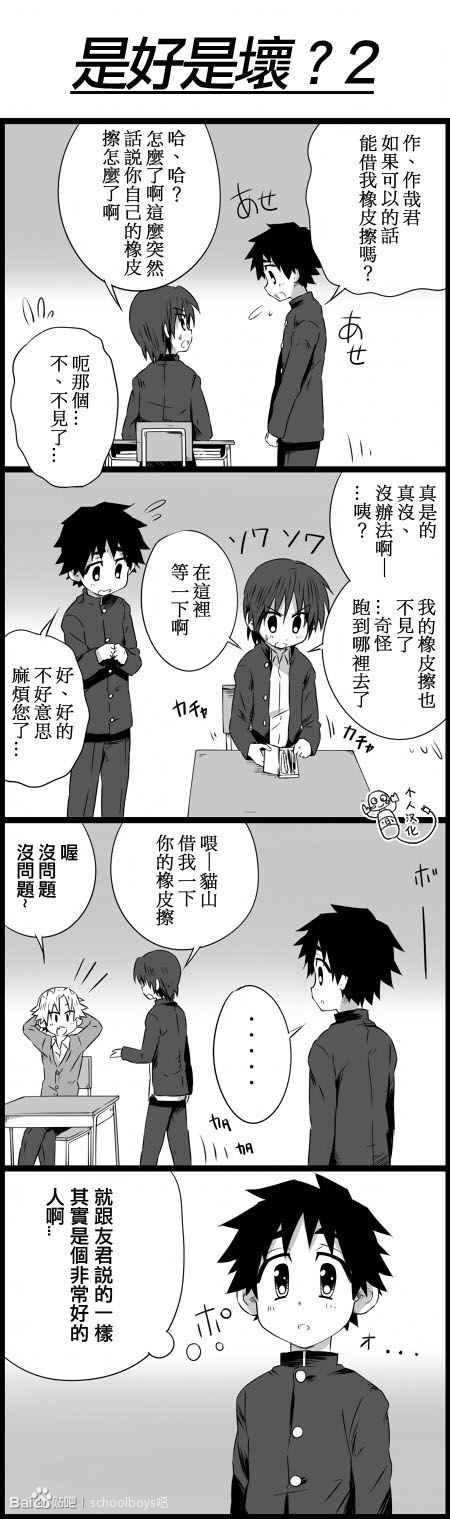 是好是壞？2
作、作哉君
如果可以的話
能借我橡皮擦嗎？
あせ
あせ
哈、哈？
怎麼了啊這麼突然
話說你自己的橡皮
擦怎麼了啊
呃那個…
不、不見了…
真是的
真沒、
沒辦法啊—
…咦？
我的橡皮擦也
不見了
…奇怪
跑到哪裡去了
ソワ ソワ
在這裡
等一下啊
カチャ
カチャ
好、好的
不好意思
麻煩您了…
个人汉化
喂—貓山
借我一下
你的橡皮擦
喔
沒問題
沒問題~
ボー
・・・・・
カタ
カタ
就跟友君說的一樣
其實是個非常好的
人啊…
ポ…
ォ…
Bai 贴吧 | schoolboys吧